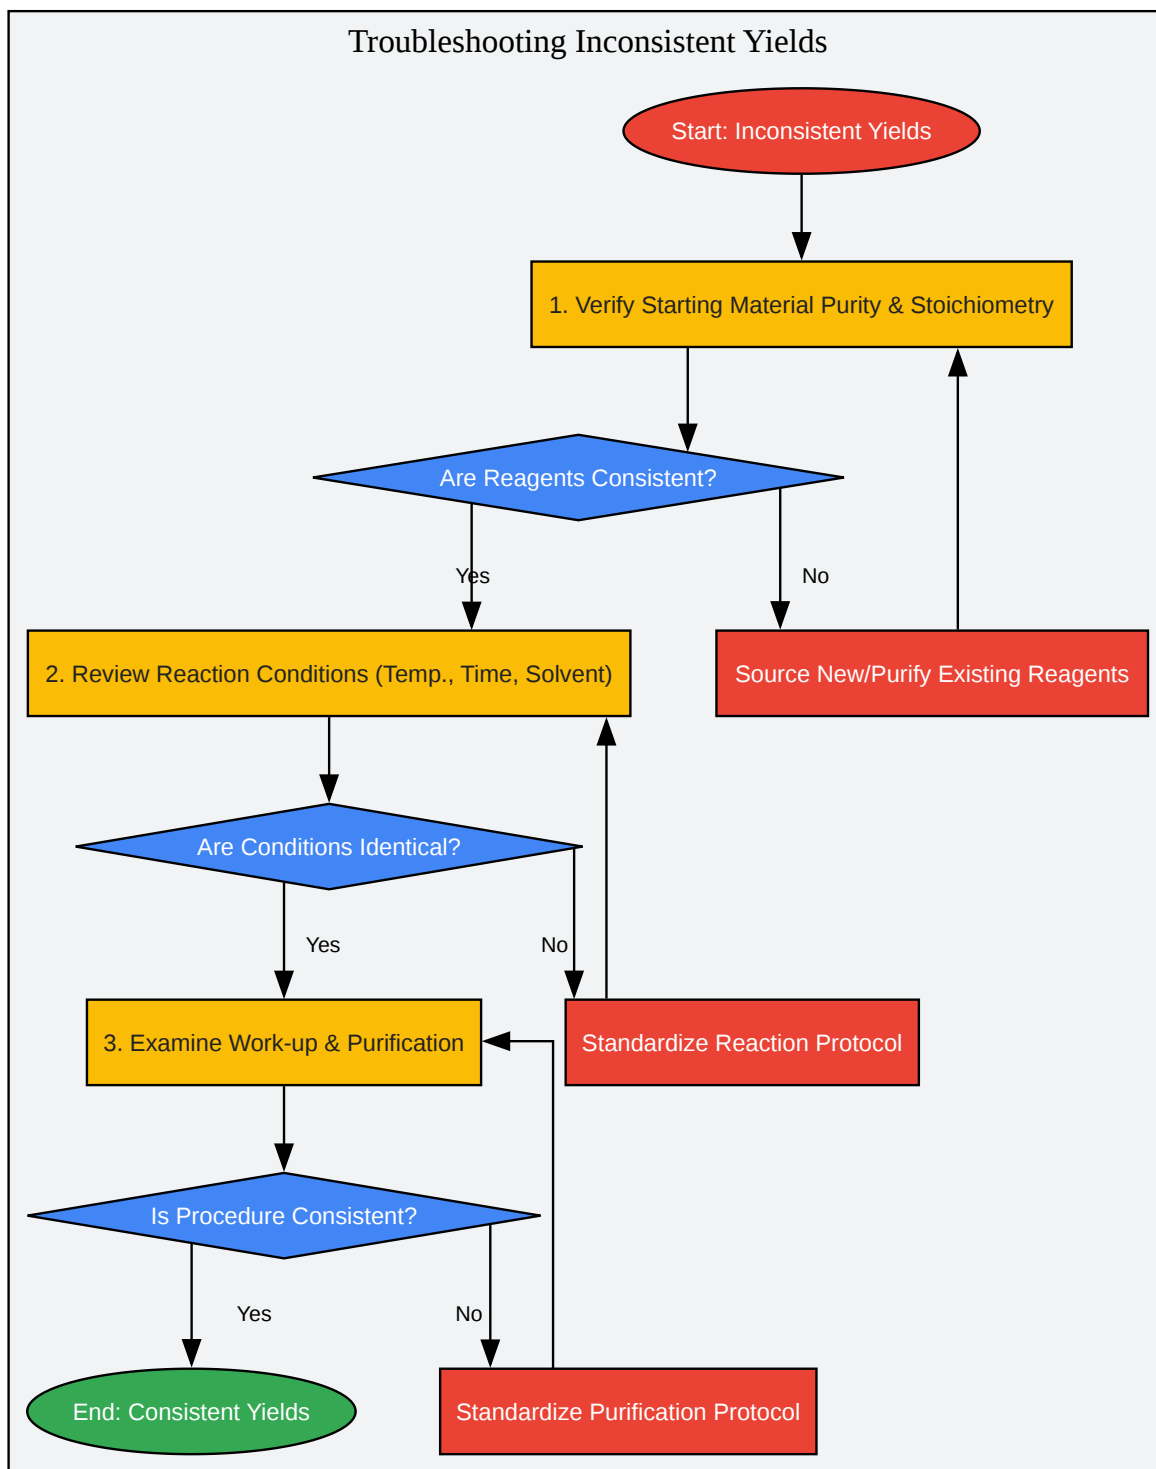 Troubleshooting Inconsistent Yields
Start: Inconsistent Yields
1. Verify Starting Material Purity & Stoichiometry
Are Reagents Consistent?
Yes
No
2. Review Reaction Conditions (Temp., Time, Solvent)
Source New/Purify Existing Reagents
Are Conditions Identical?
Yes
No
3. Examine Work-up & Purification
Standardize Reaction Protocol
Is Procedure Consistent?
Yes
No
End: Consistent Yields
Standardize Purification Protocol